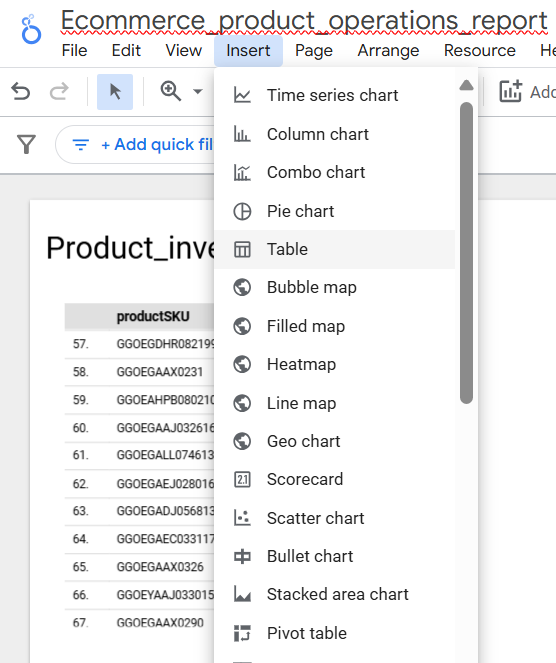 Ecommerce_product_operations_report
File Edit View Insert Page Arrange Resource
Add
+ Add quick fil
Time series chart
Column chart
Combo chart
Pie chart
Table
Bubble map
Filled map
Heatmap
Line map
Geo chart
Scorecard
Scatter chart
Bullet chart
Stacked area chart
Pivot table
Product_inve
productSKU
57. GGOEGDHR082199
58. GGOEGAAX0231
59. GGOEAHPB080210
60. GGOEGAAJ032616
61. GGOEGALL074613
62. GGOEGAEJ028016
63. GGOEGADJ056813
64. GGOEGAEC033117
65. GGOEGAAX0326
66. GGOEYAAJ033015
67. GGOEGAAX0290